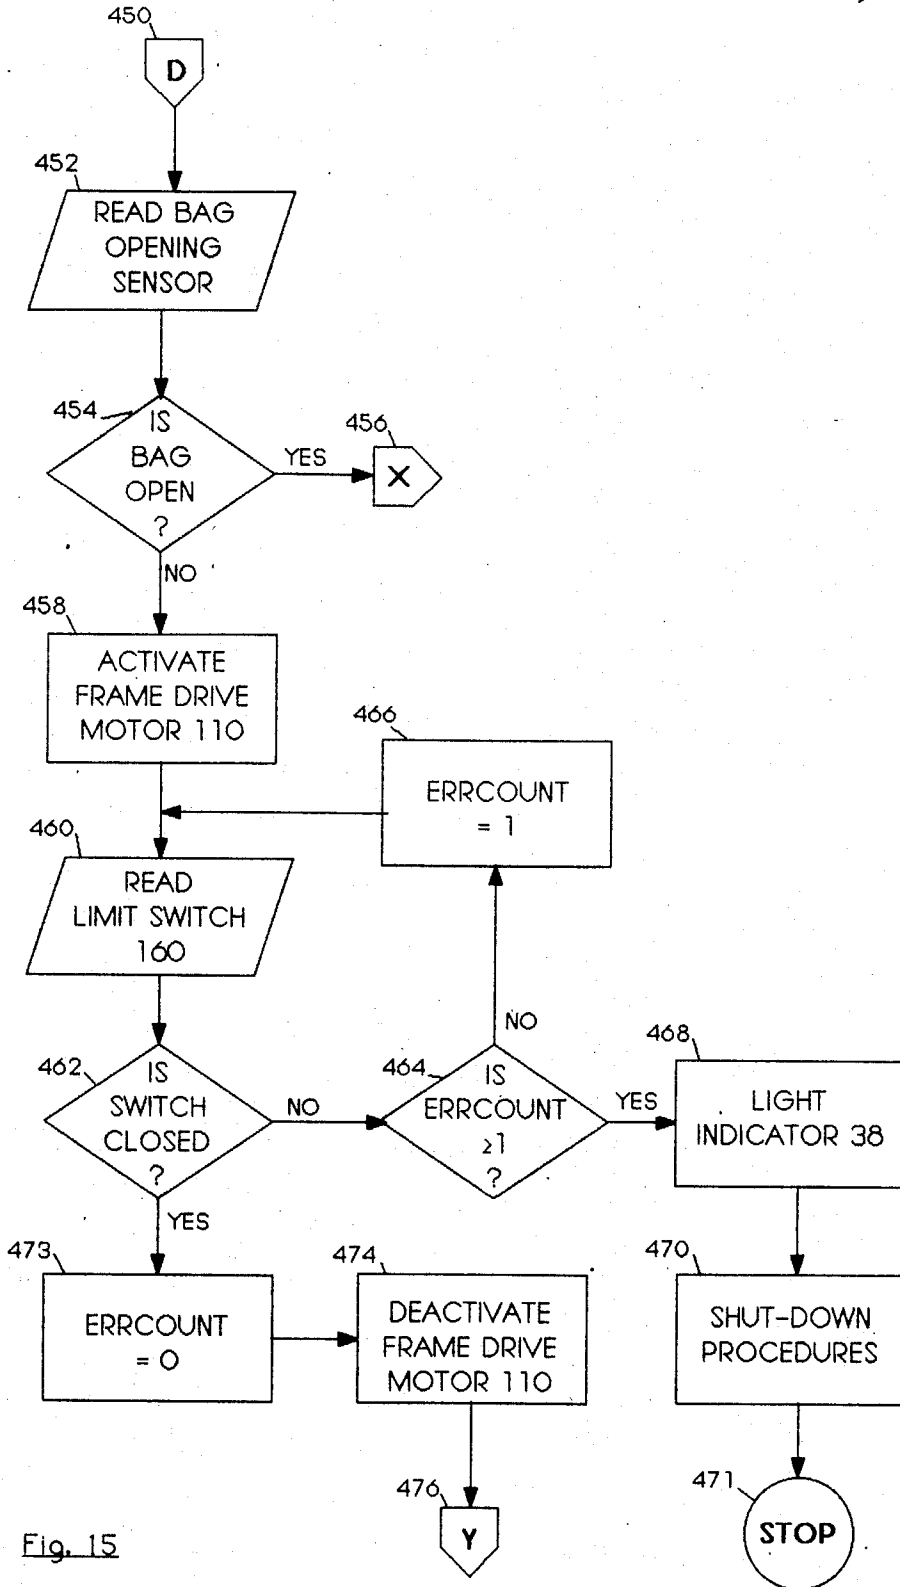 450
D
452
READ BAG
OPENING
SENSOR
454
IS
BAG
OPEN
?
YES
456
X
NO
458
ACTIVATE
FRAME DRIVE
MOTOR 110
466
ERRCOUNT
= 1
460
READ
LIMIT SWITCH
160
462
IS
SWITCH
CLOSED
?
NO
464
IS
ERRCOUNT
≥1
?
NO
YES
468
LIGHT
INDICATOR 38
YES
473
ERRCOUNT
= 0
474
DEACTIVATE
FRAME DRIVE
MOTOR 110
470
SHUT-DOWN
PROCEDURES
476
Y
471
STOP
Fig. 15